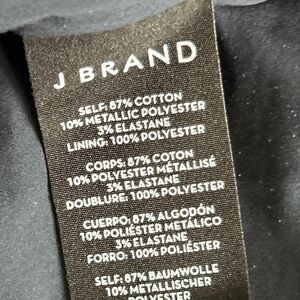 J BRAND
SELF: 87% COTTON
10% METALLIC POLYESTER
3% ELASTANE
LINING: 100% POLYESTER
CORPS: 87% COTON
10% POLYESTER MÉTALLISÉ
3% ELASTANE
DOUBLURE: 100% POLYESTER
CUERPO: 87% ALGODÓN
10% POLIÉSTER METÁLICO
3% ELASTANE
FORRO: 100% POLIÉSTER
SELF: 87% BAUMWOLLE
10% METALLISCHER
POLYESTER